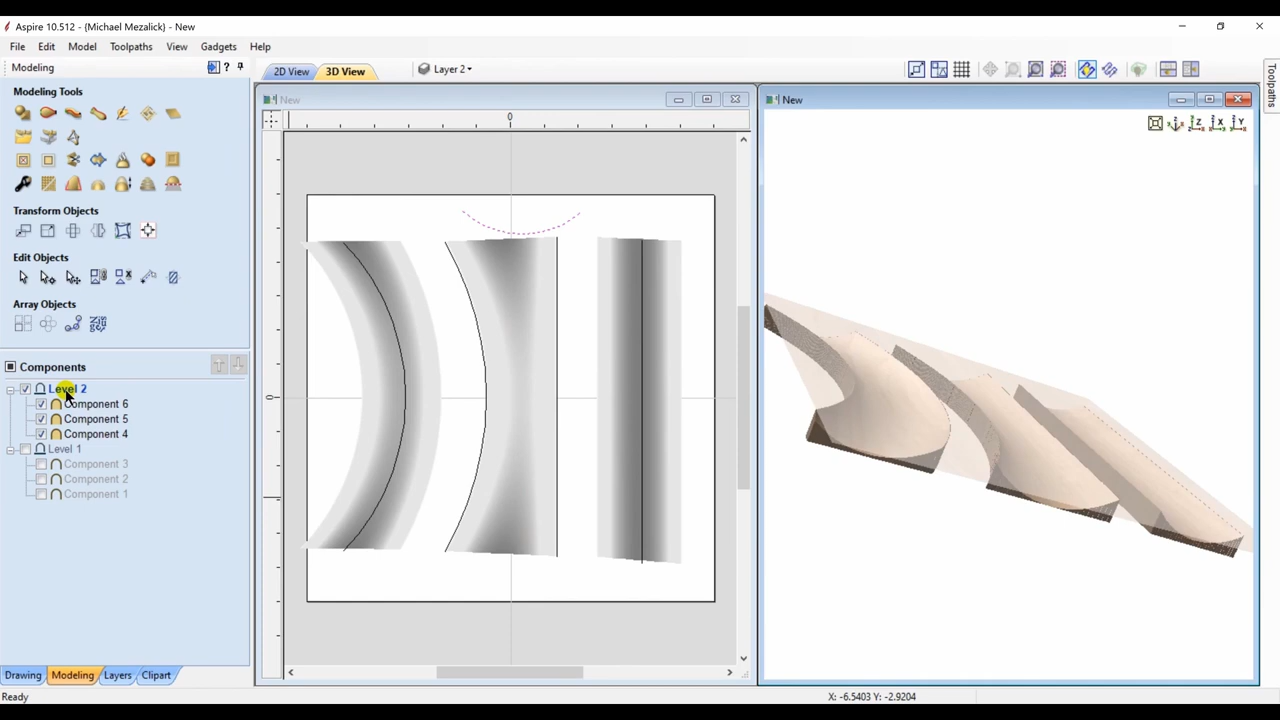 Aspire 10.512 - {Michael Mezalick} - New
File Edit Model Toolpaths View Gadgets Help
Modeling
2D View 3D View Layer 2
Modeling Tools
Transform Objects
Edit Objects
Array Objects
Components
Level 2
Component 6
Component 5
Component 4
Level 1
Component 3
Component 2
Component 1
Drawing Modeling Layers Clipart
New
0
0
New
Z X Y
Toolpaths
Ready
X: -6.5403 Y: -2.9204